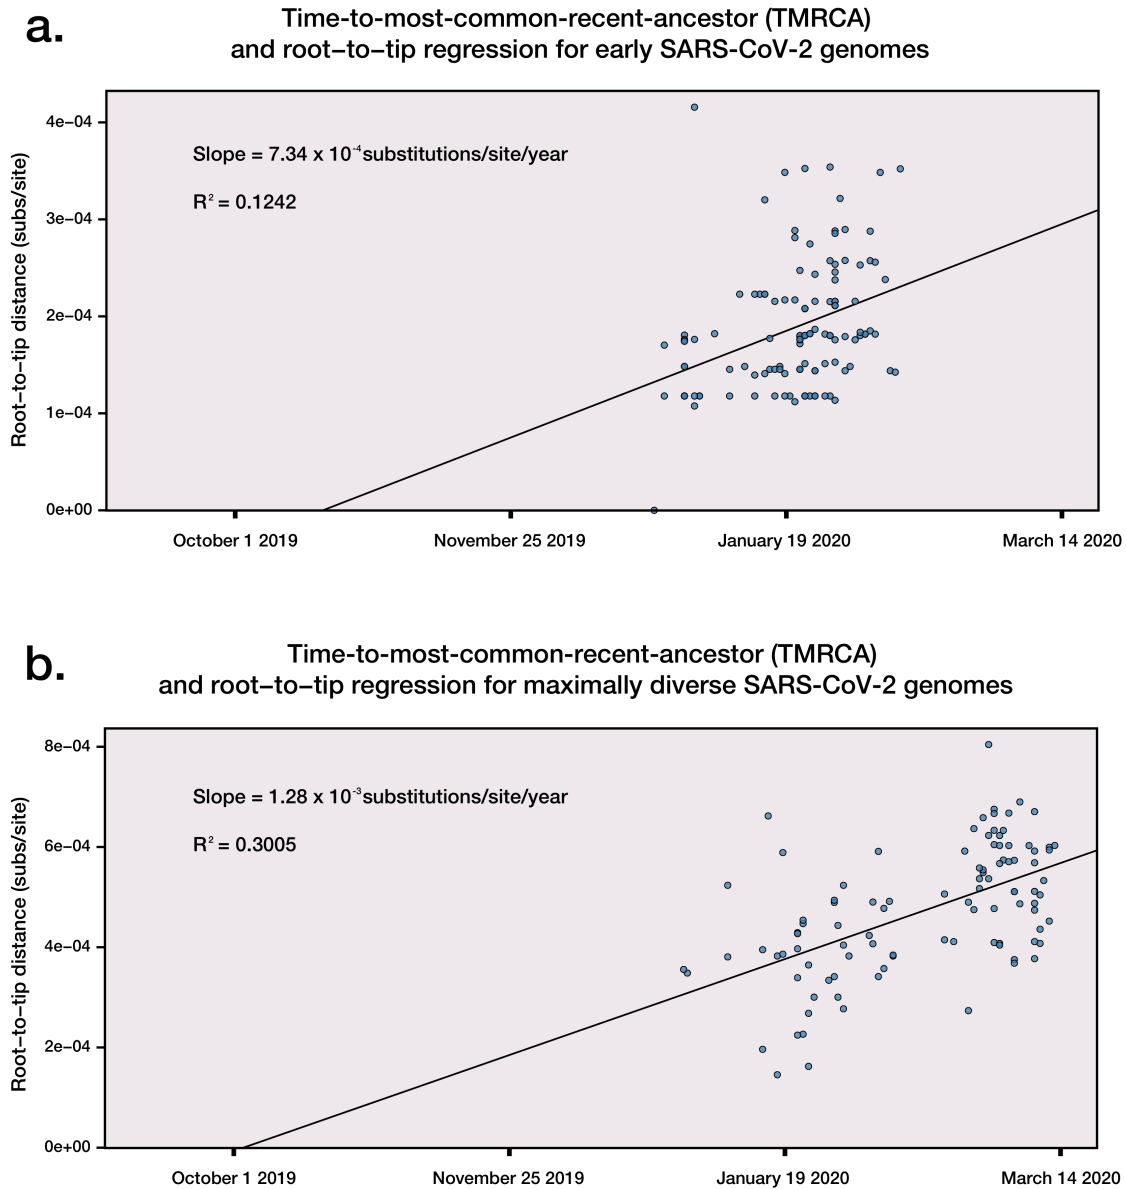 a.
Time-to-most-common-recent-ancestor (TMRCA)
and root–to–tip regression for early SARS-CoV-2 genomes
Root–to–tip distance (subs/site)
4e–04
3e–04
2e–04
1e–04
0e+00
Slope = 7.34 x 10⁻⁴ substitutions/site/year
R² = 0.1242
October 1 2019 November 25 2019 January 19 2020 March 14 2020
b.
Time-to-most-common-recent-ancestor (TMRCA)
and root–to–tip regression for maximally diverse SARS-CoV-2 genomes
Root–to–tip distance (subs/site)
8e–04
6e–04
4e–04
2e–04
0e+00
Slope = 1.28 x 10⁻³ substitutions/site/year
R² = 0.3005
October 1 2019 November 25 2019 January 19 2020 March 14 2020